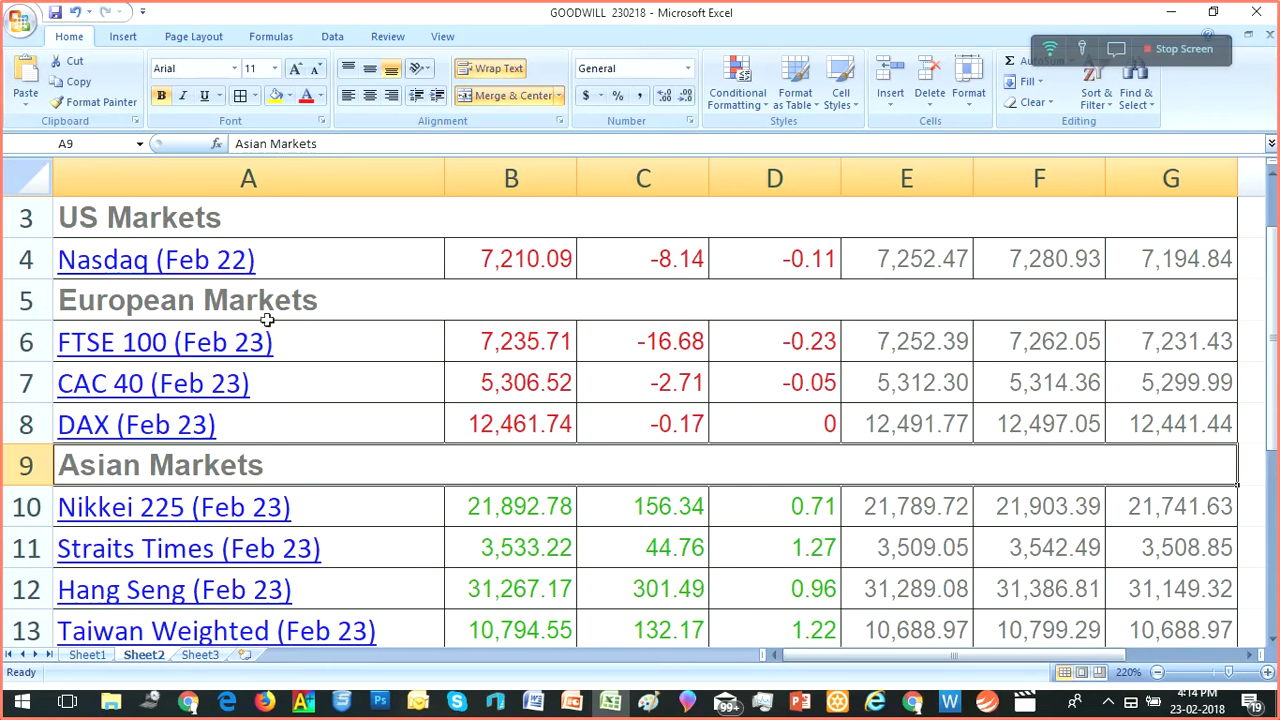 GOODWILL 230218 - Microsoft Excel
Home Insert Page Layout Formulas Data Review View
Stop Screen
Paste Cut Copy Format Painter Clipboard
Arial 11 B I U A Font
Wrap Text Merge & Center Alignment
General $ % , Number
Conditional Formatting Format as Table Cell Styles Styles
Insert Delete Format Cells
Σ AutoSum Fill Clear Sort & Filter Find & Select Editing
A9 fx Asian Markets
A B C D E F G
3 US Markets
4 Nasdaq (Feb 22) 7,210.09 -8.14 -0.11 7,252.47 7,280.93 7,194.84
5 European Markets
6 FTSE 100 (Feb 23) 7,235.71 -16.68 -0.23 7,252.39 7,262.05 7,231.43
7 CAC 40 (Feb 23) 5,306.52 -2.71 -0.05 5,312.30 5,314.36 5,299.99
8 DAX (Feb 23) 12,461.74 -0.17 0 12,491.77 12,497.05 12,441.44
9 Asian Markets
10 Nikkei 225 (Feb 23) 21,892.78 156.34 0.71 21,789.72 21,903.39 21,741.63
11 Straits Times (Feb 23) 3,533.22 44.76 1.27 3,509.05 3,542.49 3,508.85
12 Hang Seng (Feb 23) 31,267.17 301.49 0.96 31,289.08 31,386.81 31,149.32
13 Taiwan Weighted (Feb 23) 10,794.55 132.17 1.22 10,688.97 10,799.29 10,688.97
Sheet1 Sheet2 Sheet3
Ready 220%
99+ 4:14 PM
23-02-2018 19